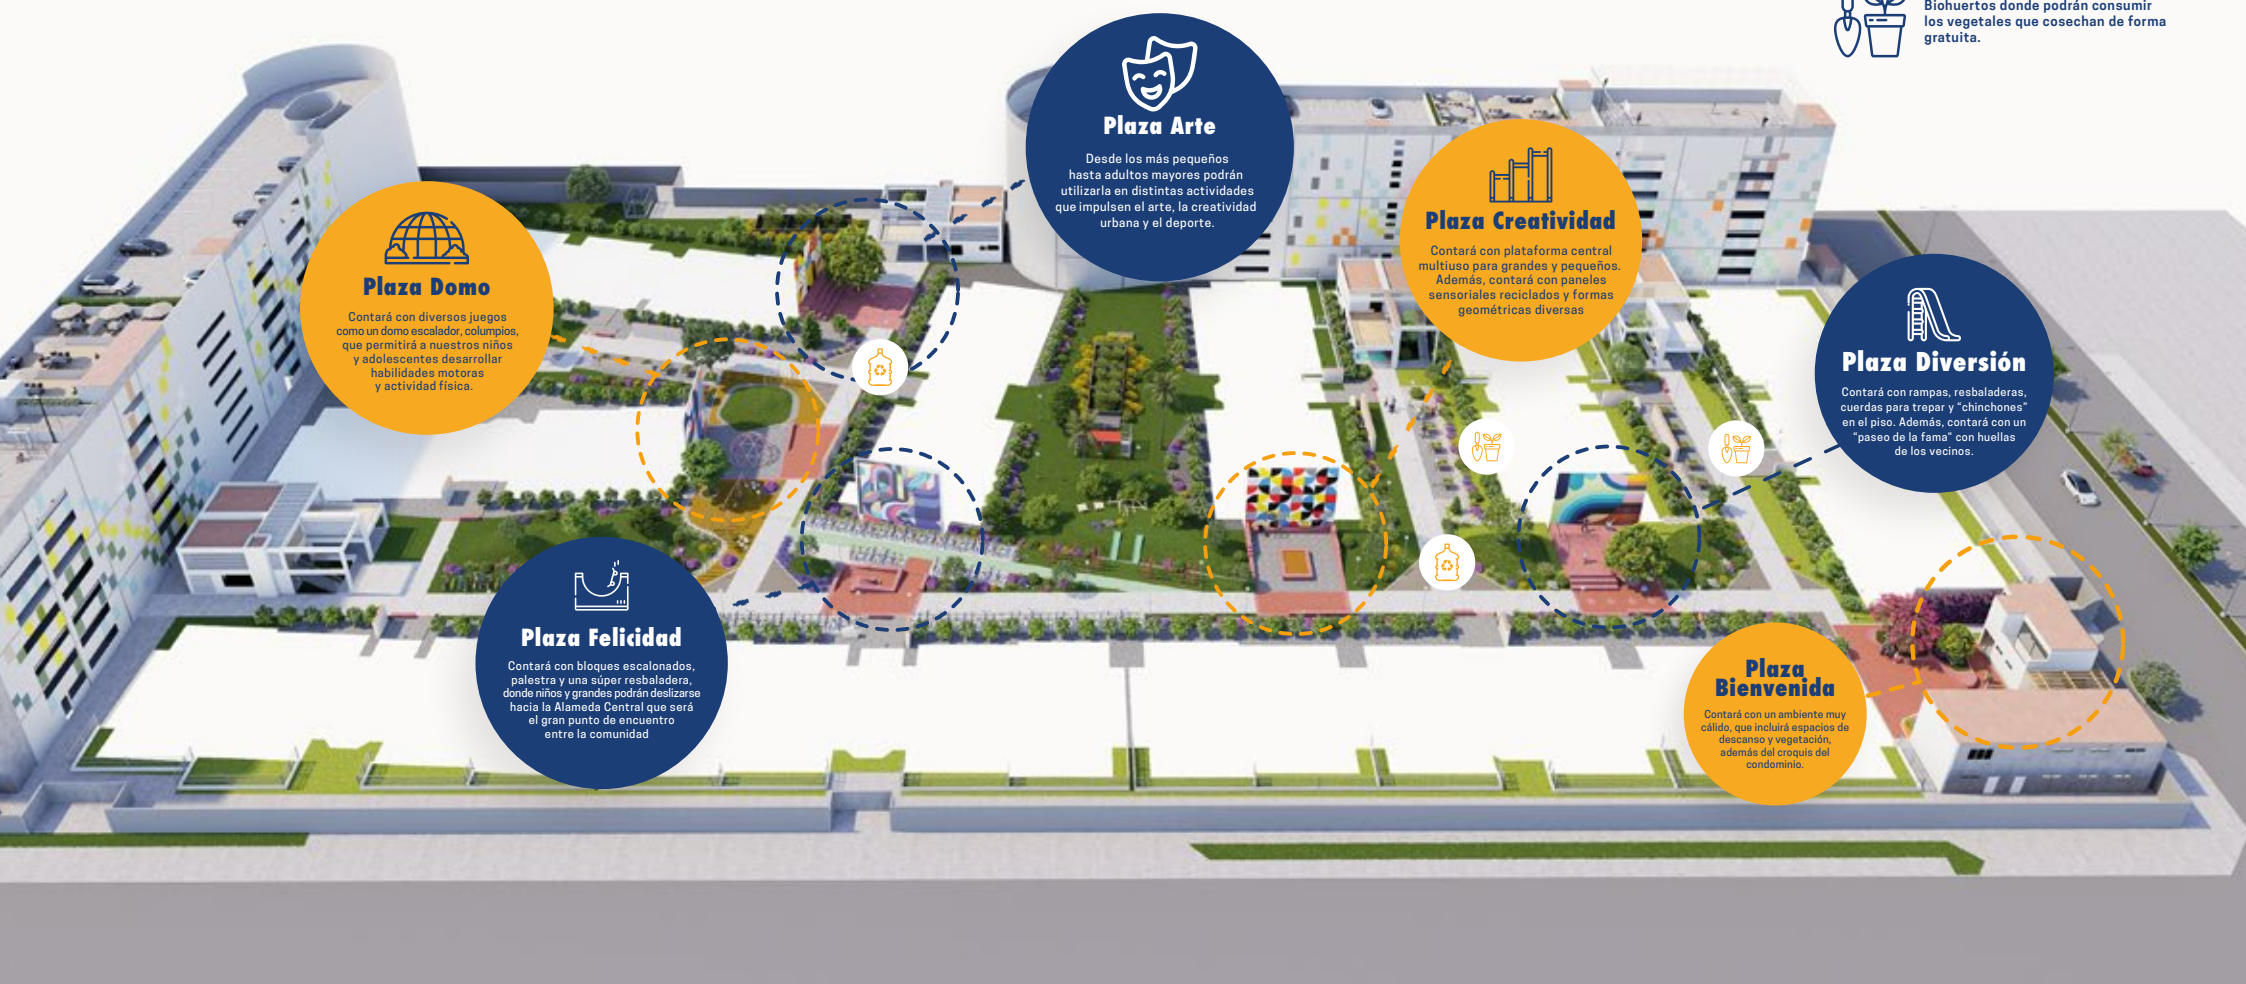 Biohuertos donde podrán consumir
los vegetales que cosechan de forma
gratuita.
Plaza Arte
Desde los más pequeños
hasta adultos mayores podrán
utilizarla en distintas actividades
que impulsen el arte, la creatividad
urbana y el deporte.
Plaza Creatividad
Contará con plataforma central
multiuso para grandes y pequeños.
Además, contará con paneles
sensoriales reciclados y formas
geométricas diversas
Plaza Domo
Contará con diversos juegos
como un domo escalador, columpios,
que permitirá a nuestros niños
y adolescentes desarrollar
habilidades motoras
y actividad física.
Plaza Diversión
Contará con rampas, resbaladeras,
cuerdas para trepar y “chinchones”
en el piso. Además, contará con un
“paseo de la fama” con huellas
de los vecinos.
Plaza Felicidad
Contará con bloques escalonados,
palestra y una súper resbaladera,
donde niños y grandes podrán deslizarse
hacia la Alameda Central que será
el gran punto de encuentro
entre la comunidad
Plaza
Bienvenida
Contará con un ambiente muy
cálido, que incluirá espacios de
descanso y vegetación,
además del croquis del
condominio.